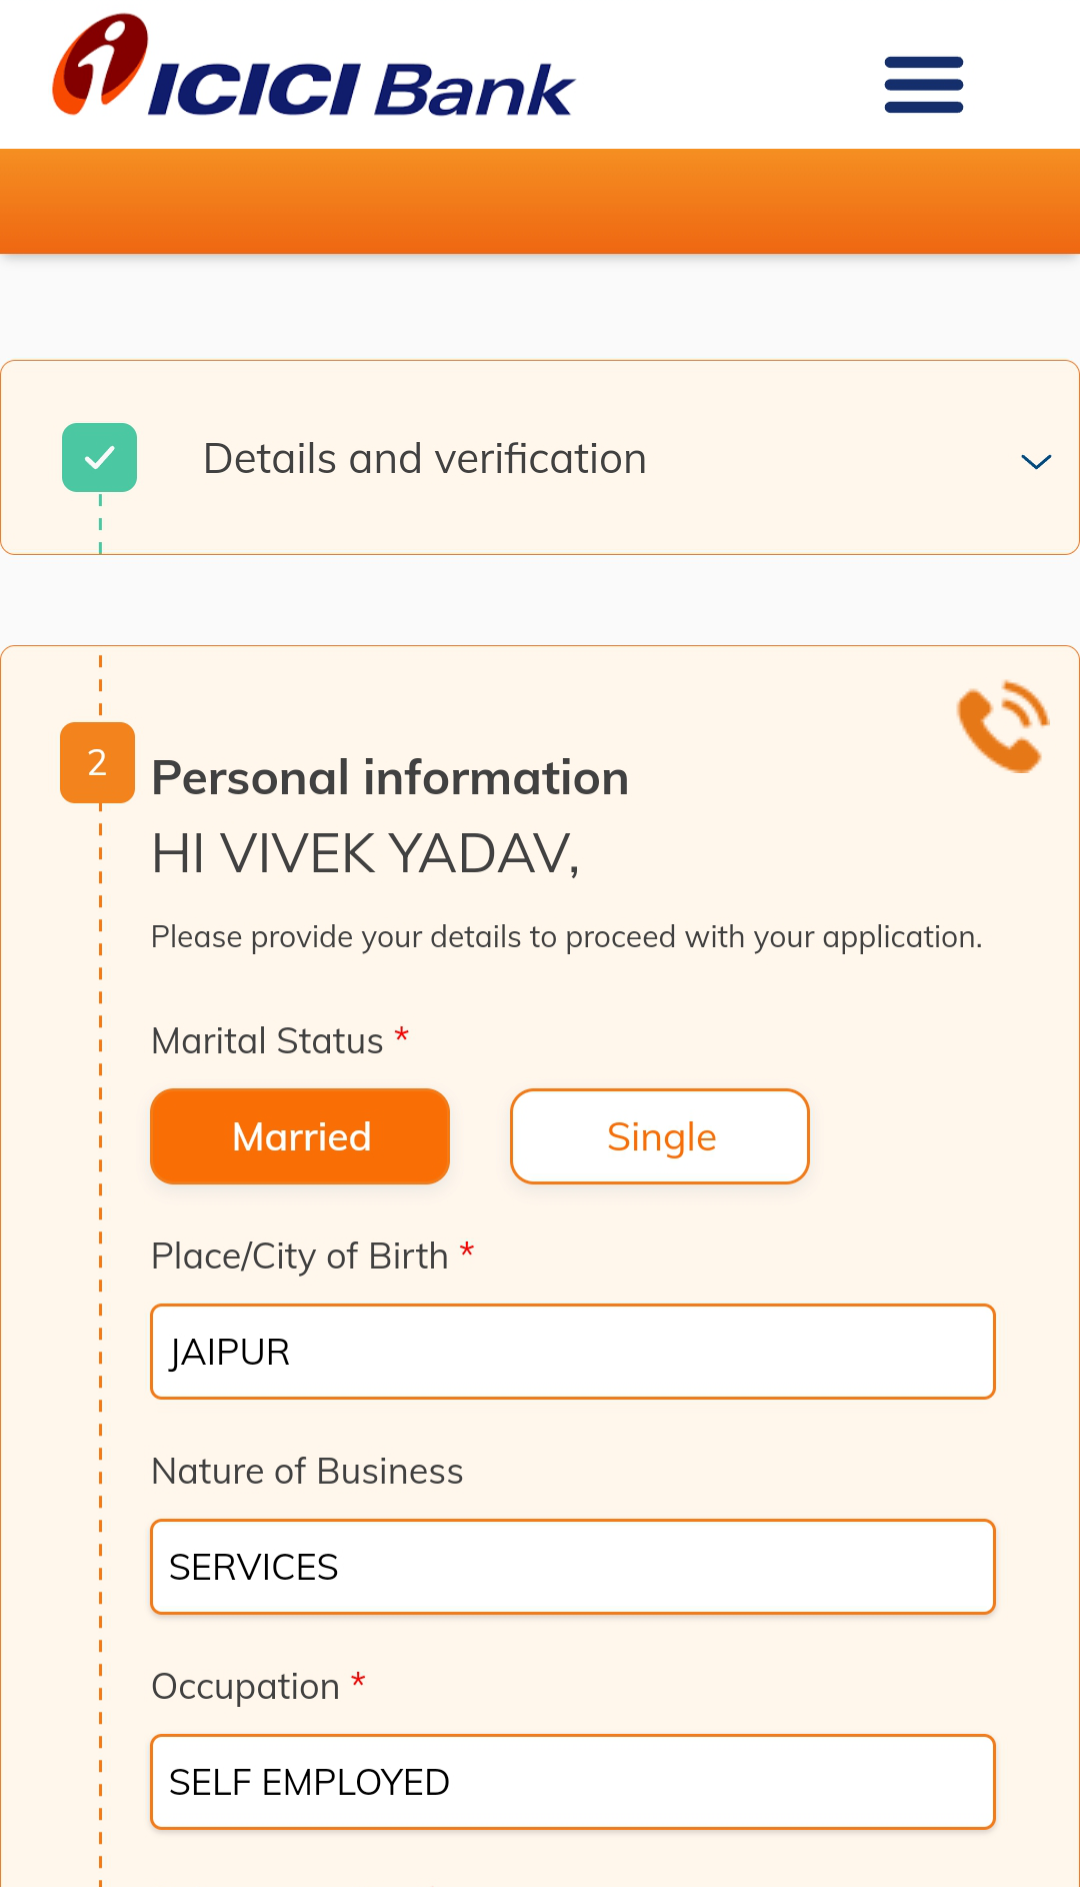 ICICI Bank
Details and verification
2
Personal information
HI VIVEK YADAV,
Please provide your details to proceed with your application.
Marital Status *
Married Single
Place/City of Birth *
JAIPUR
Nature of Business
SERVICES
Occupation *
SELF EMPLOYED